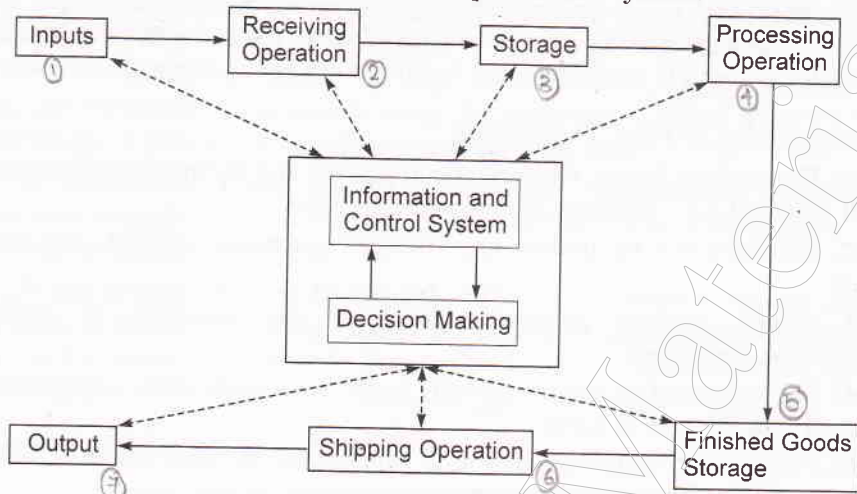 Inputs
①
Receiving
Operation
②
Storage
③
Processing
Operation
④
Information and
Control System
Decision Making
Finished Goods
Storage
⑤
Shipping Operation
⑥
Output
⑦
Materia